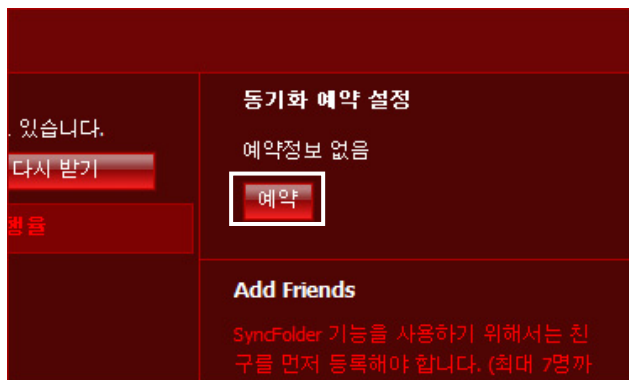 . 있습니다.
다시 받기
행율
동기화 예약 설정
예약정보 없음
예약
Add Friends
SyncFolder 기능을 사용하기 위해서는 친
구를 먼저 등록해야 합니다. (최대 7명까